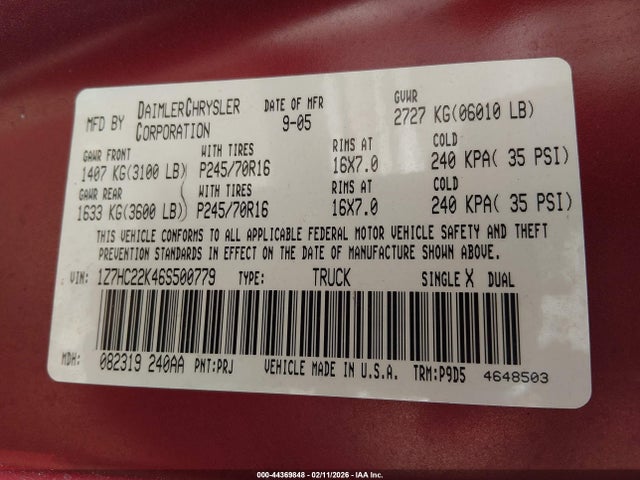 MFD BY DAIMLERCHRYSLER CORPORATION DATE OF MFR 9-05 GVWR 2727 KG(06010 LB)
GAWR FRONT WITH TIRES RIMS AT COLD
1407 KG(3100 LB) P245/70R16 16X7.0 240 KPA( 35 PSI)
GAWR REAR WITH TIRES RIMS AT COLD
1633 KG(3600 LB) P245/70R16 16X7.0 240 KPA( 35 PSI)
THIS VEHICLE CONFORMS TO ALL APPLICABLE FEDERAL MOTOR VEHICLE SAFETY AND THEFT
PREVENTION STANDARDS IN EFFECT ON THE DATE OF MANUFACTURE SHOWN ABOVE.
VIN: 1Z7HC22K46S500779 TYPE: TRUCK SINGLE X DUAL
MDH: 082319 240AA PNT:PRJ VEHICLE MADE IN U.S.A. TRM:P9D5 4648503
000-44369848 - 02/11/2026 - IAA Inc.